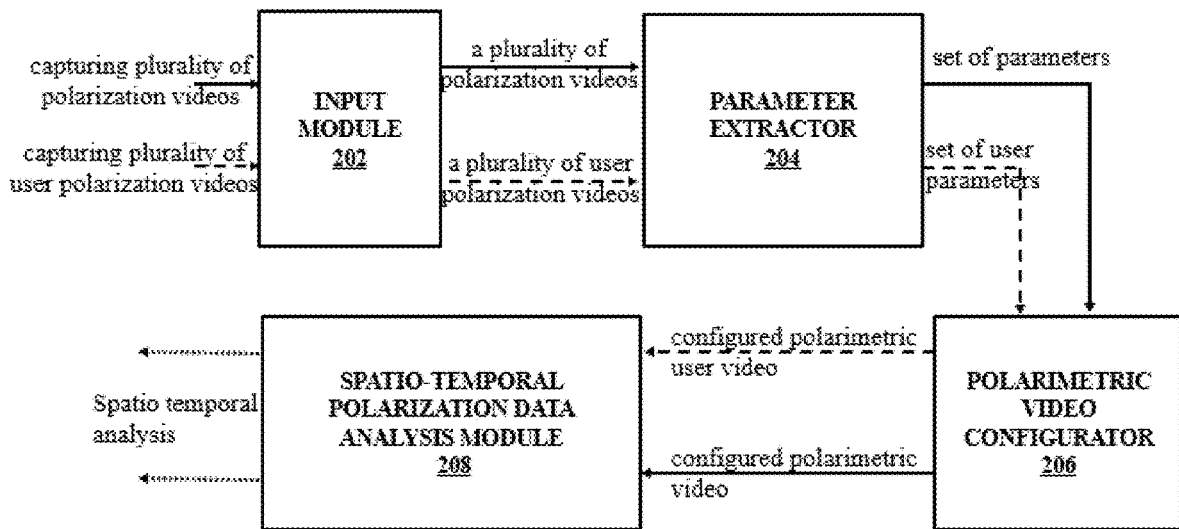 capturing plurality of
polarization videos
capturing plurality of
user polarization videos
INPUT
MODULE
202
a plurality of
polarization videos
a plurality of user
polarization videos
PARAMETER
EXTRACTOR
204
set of parameters
set of user
parameters
Spatio temporal
analysis
SPATIO-TEMPORAL
POLARIZATION DATA
ANALYSIS MODULE
208
configured polarimetric
user video
configured polarimetric
video
POLARIMETRIC
VIDEO
CONFIGURATOR
206